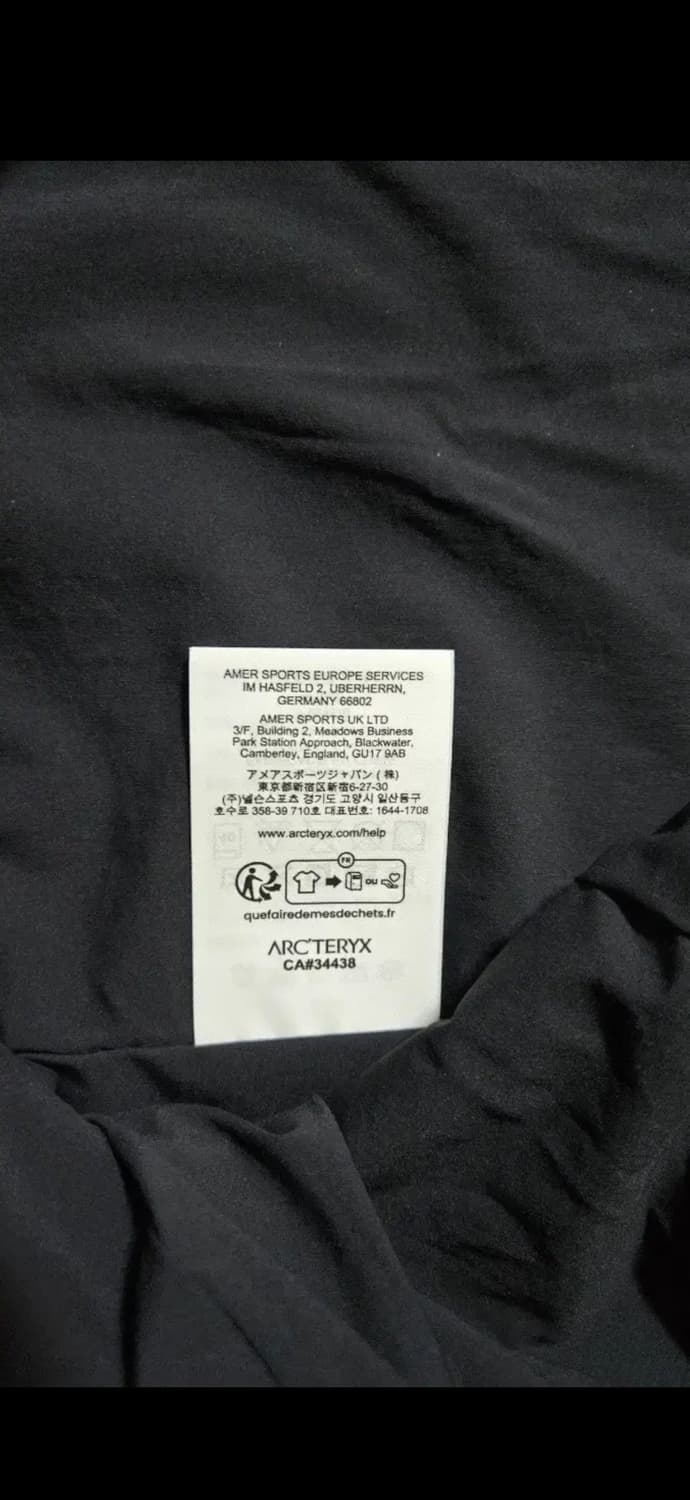 AMER SPORTS EUROPE SERVICES
IM HASFELD 2, UBERHERRN,
GERMANY 66802
AMER SPORTS UK LTD
3/F, Building 2, Meadows Business
Park Station Approach, Blackwater,
Camberley, England, GU17 9AB
アメアスポーツジャパン (株)
東京都新宿区新宿6-27-30
(주)넬슨스포츠 경기도 고양시 일산동구
호수로 358-39 710호 대표번호: 1644-1708
www.arcteryx.com/help
FR
OU
quefairedemesdechets.fr
ARC'TERYX
CA#34438